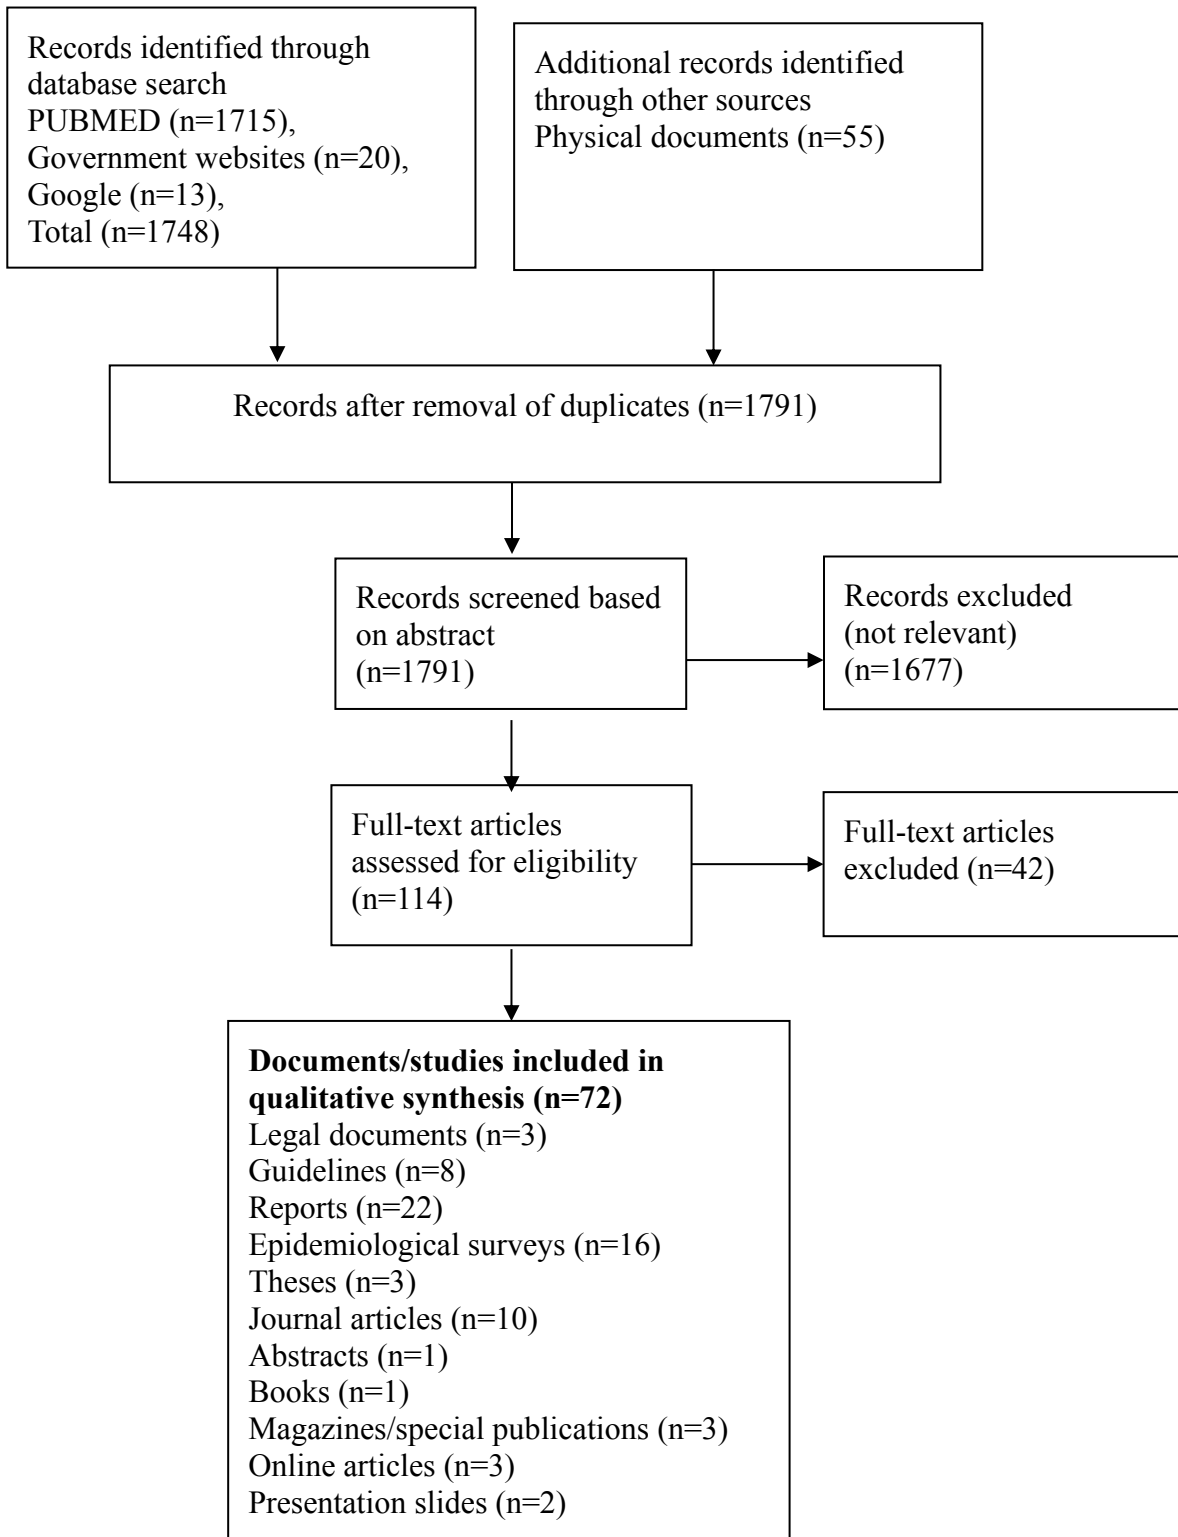 Records identified through
database search
PUBMED (n=1715),
Government websites (n=20),
Google (n=13),
Total (n=1748)
Additional records identified
through other sources
Physical documents (n=55)
Records after removal of duplicates (n=1791)
Records screened based
on abstract
(n=1791)
Records excluded
(not relevant)
(n=1677)
Full-text articles
assessed for eligibility
(n=114)
Full-text articles
excluded (n=42)
Documents/studies included in
qualitative synthesis (n=72)
Legal documents (n=3)
Guidelines (n=8)
Reports (n=22)
Epidemiological surveys (n=16)
Theses (n=3)
Journal articles (n=10)
Abstracts (n=1)
Books (n=1)
Magazines/special publications (n=3)
Online articles (n=3)
Presentation slides (n=2)